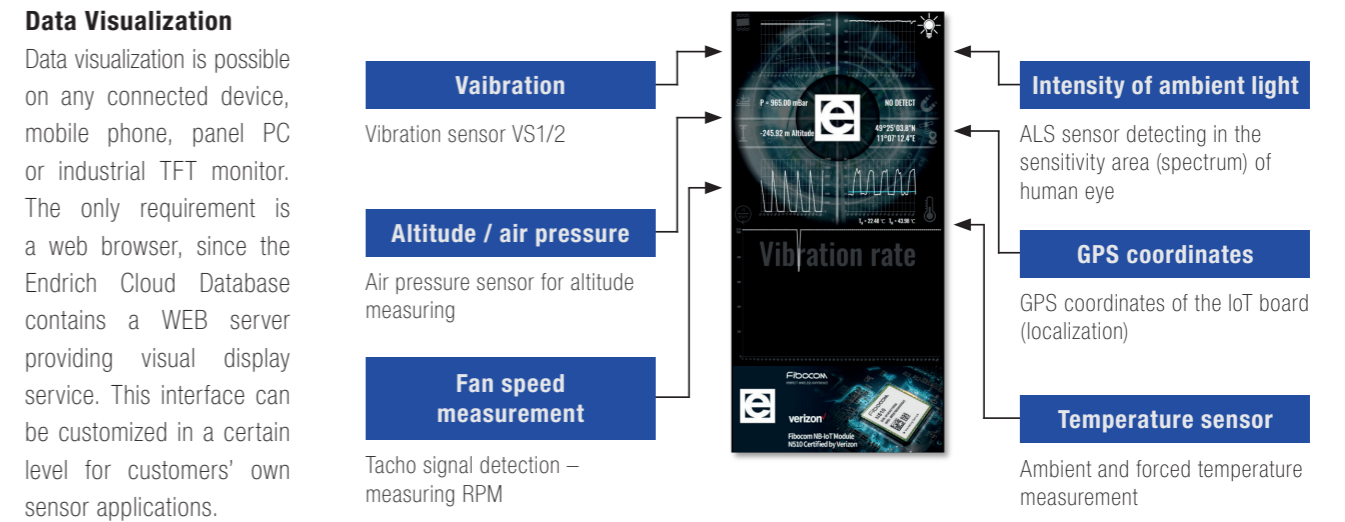 Data Visualization
Data visualization is possible
on any connected device,
mobile phone, panel PC
or industrial TFT monitor.
The only requirement is
a web browser, since the
Endrich Cloud Database
contains a WEB server
providing visual display
service. This interface can
be customized in a certain
level for customers' own
sensor applications.
Vaibration
Vibration sensor VS1/2
Altitude / air pressure
Air pressure sensor for altitude
measuring
Fan speed
measurement
Tacho signal detection –
measuring RPM
P = 965.00 mBar
NO DETECT
-245.92 m Altitude
49°25'03.8"N
11°07'12.4"E
e
Vibration rate
FIBOCOM
e
verizon
Fibocom NB-IoT Module
N510 Certified by Verizon
Intensity of ambient light
ALS sensor detecting in the
sensitivity area (spectrum) of
human eye
GPS coordinates
GPS coordinates of the IoT board
(localization)
Temperature sensor
Ambient and forced temperature
measurement